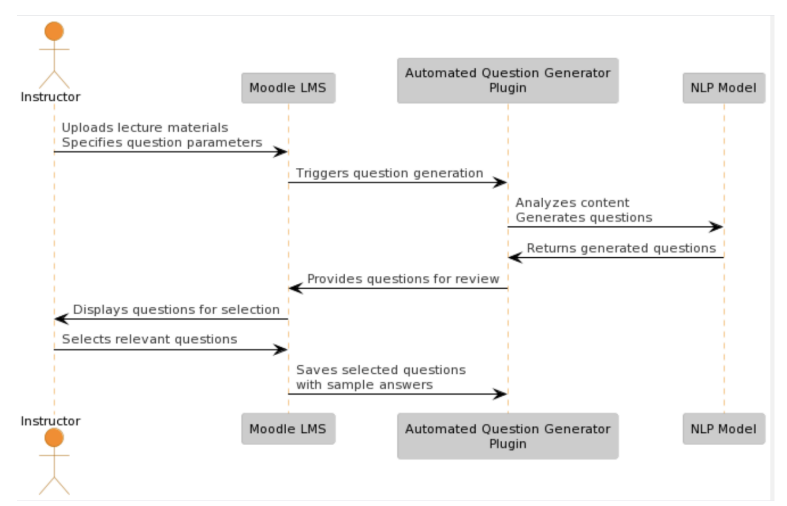 Instructor
Moodle LMS
Automated Question Generator
Plugin
NLP Model
Uploads lecture materials
Specifies question parameters
Triggers question generation
Analyzes content
Generates questions
Returns generated questions
Provides questions for review
Displays questions for selection
Selects relevant questions
Saves selected questions
with sample answers
Instructor
Moodle LMS
Automated Question Generator
Plugin
NLP Model